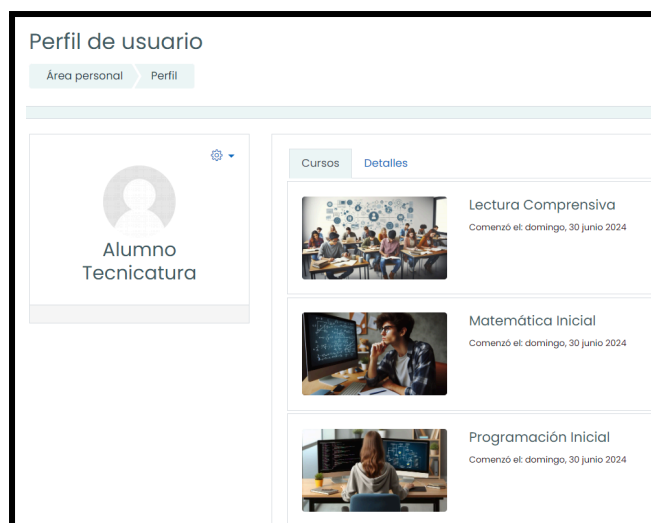 Perfil de usuario
Área personal
Perfil
Alumno
Tecnicatura
Cursos
Detalles
Lectura Comprensiva
Comenzó el: domingo, 30 junio 2024
Matemática Inicial
Comenzó el: domingo, 30 junio 2024
Programación Inicial
Comenzó el: domingo, 30 junio 2024